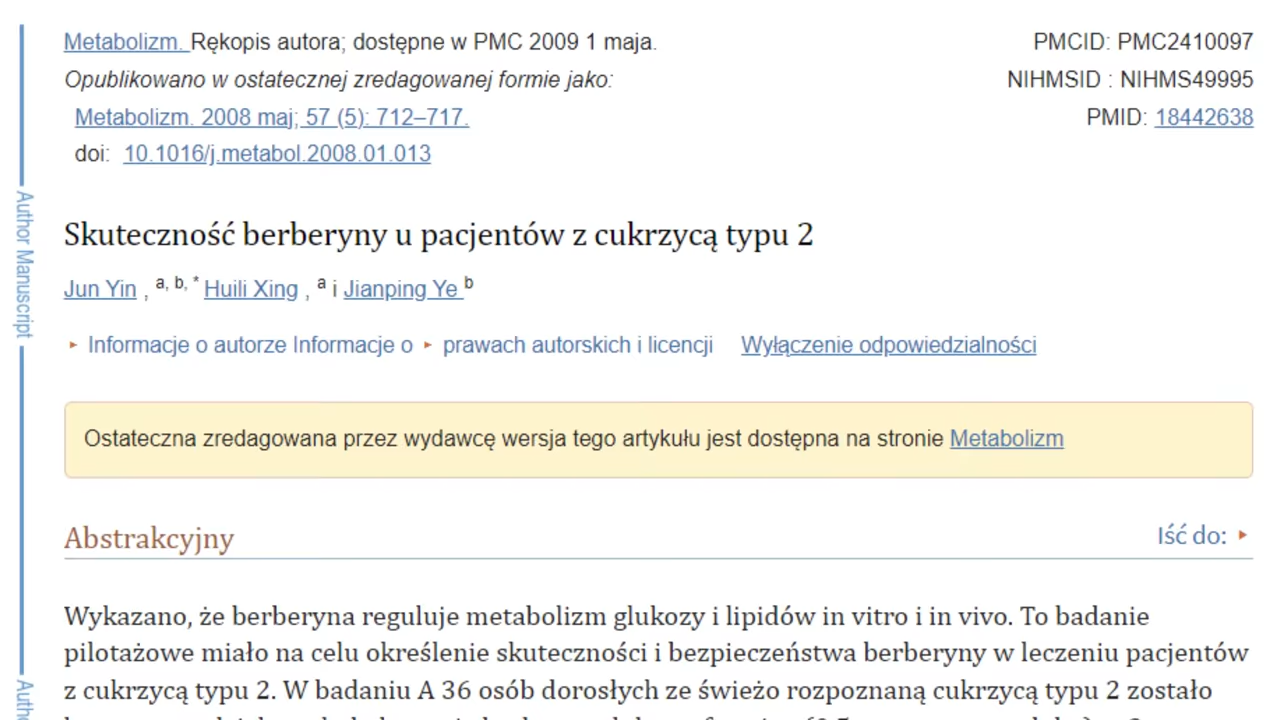 Metabolizm. Rękopis autora; dostępne w PMC 2009 1 maja.
PMCID: PMC2410097
Opublikowano w ostatecznej zredagowanej formie jako:
NIHMSID : NIHMS49995
Metabolizm. 2008 maj; 57 (5): 712–717.
PMID: 18442638
doi: 10.1016/j.metabol.2008.01.013
Author Manuscript
Skuteczność berberyny u pacjentów z cukrzycą typu 2
Jun Yin , a, b, * Huili Xing , a i Jianping Ye b
▸ Informacje o autorze Informacje o ▸ prawach autorskich i licencji Wyłączenie odpowiedzialności
Ostateczna zredagowana przez wydawcę wersja tego artykułu jest dostępna na stronie Metabolizm
Abstrakcyjny
Iść do: ▸
Wykazano, że berberyna reguluje metabolizm glukozy i lipidów in vitro i in vivo. To badanie
pilotażowe miało na celu określenie skuteczności i bezpieczeństwa berberyny w leczeniu pacjentów
z cukrzycą typu 2. W badaniu A 36 osób dorosłych ze świeżo rozpoznaną cukrzycą typu 2 zostało